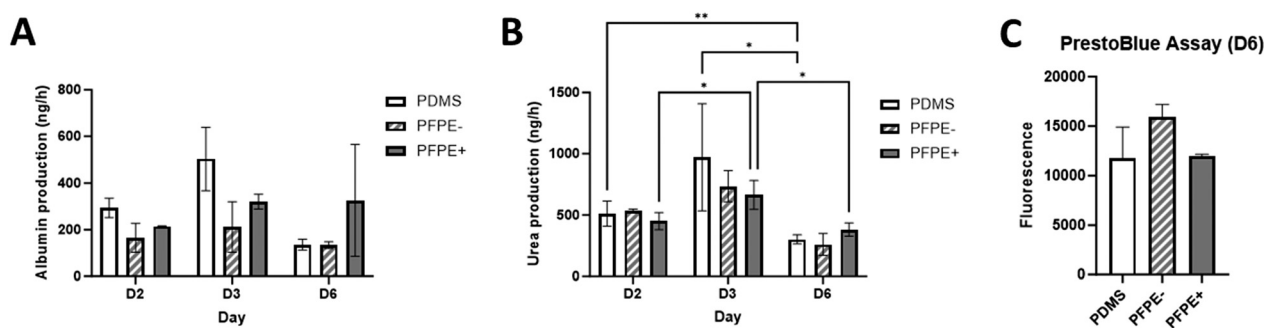 A
Albumin production (ng/h)
800
600
400
200
0
D2
D3
D6
Day
PDMS
PFPE-
PFPE+
B
Urea production (ng/h)
1500
1000
500
0
**
*
*
*
D2
D3
D6
Day
PDMS
PFPE-
PFPE+
C
PrestoBlue Assay (D6)
Fluorescence
20000
15000
10000
5000
0
PDMS
PFPE-
PFPE+